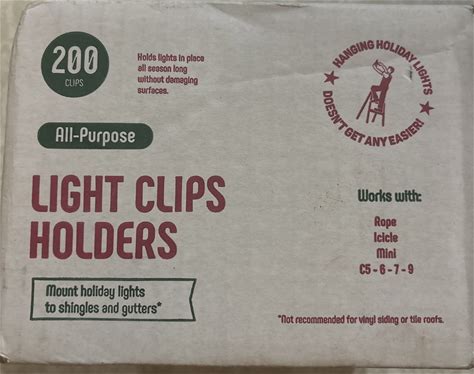 200
CLIPS
Holds lights in place
all season long
without damaging
surfaces.
HANGING HOLIDAY LIGHTS
DOESN'T GET ANY EASIER!
All-Purpose
LIGHT CLIPS
HOLDERS
Works with:
Rope
Icicle
Mini
C5 - 6 - 7 - 9
Mount holiday lights
to shingles and gutters*
*Not recommended for vinyl siding or tile roofs.